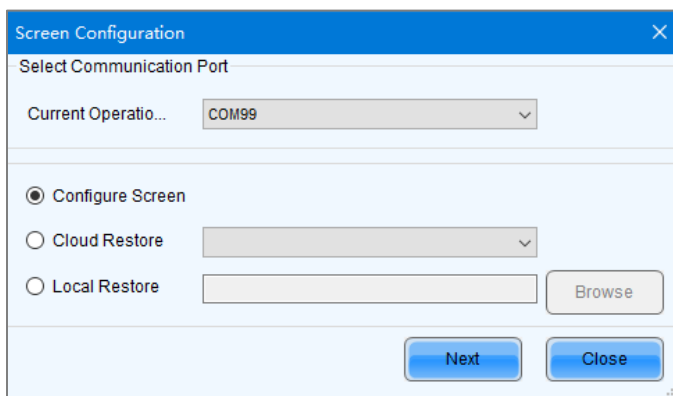 Screen Configuration
Select Communication Port
Current Operatio... COM99
Configure Screen
Cloud Restore
Local Restore Browse
Next Close